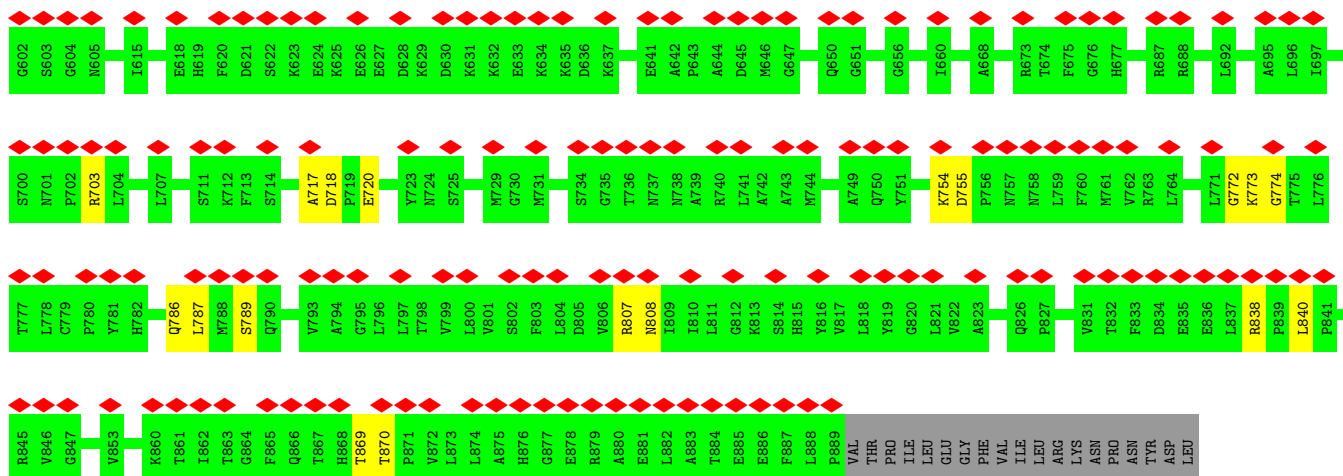 G602 S603 G604 N605 I615 E618 H619 F620 D621 S622 K623 E624 K625 E626 E627 D628 K629 D630 K631 K632 E633 K634 K635 D636 K637 E641 A642 P643 A644 D645 M646 G647 Q650 G651 G656 I660 A668 R673 T674 F675 G676 H677 R687 R688 L692 A695 L696 I697
S700 N701 P702 R703 L704 L707 S711 K712 F713 S714 A717 D718 P719 E720 Y723 N724 S725 M729 G730 M731 S734 G735 T736 N737 N738 A739 R740 L741 A742 A743 M744 A749 Q750 Y751 K754 D755 P756 N757 N758 L759 F760 M761 V762 R763 L764 L771 G772 K773 G774 T775 L776
T777 L778 C779 P780 Y781 H782 Q786 L787 M788 S789 Q790 V793 A794 G795 L796 L797 T798 V799 L800 V801 S802 F803 L804 D805 V806 R807 N808 I809 I810 L811 G812 K813 S814 H815 Y816 V817 L818 Y819 G820 L821 V822 A823 Q826 P827 V831 T832 F833 D834 E835 E836 L837 R838 P839 L840 P841
R845 V846 G847 V853 K860 T861 I862 T863 G864 F865 Q866 T867 H868 T869 T870 P871 V872 L873 L874 A875 H876 G877 E878 R879 A880 E881 L882 A883 T884 E885 E886 F887 L888 P889 VAL THR PRO ILE LEU GLU GLY PHE VAL ILE LEU ARG LYS ASN PRO ASN TYR ASP LEU